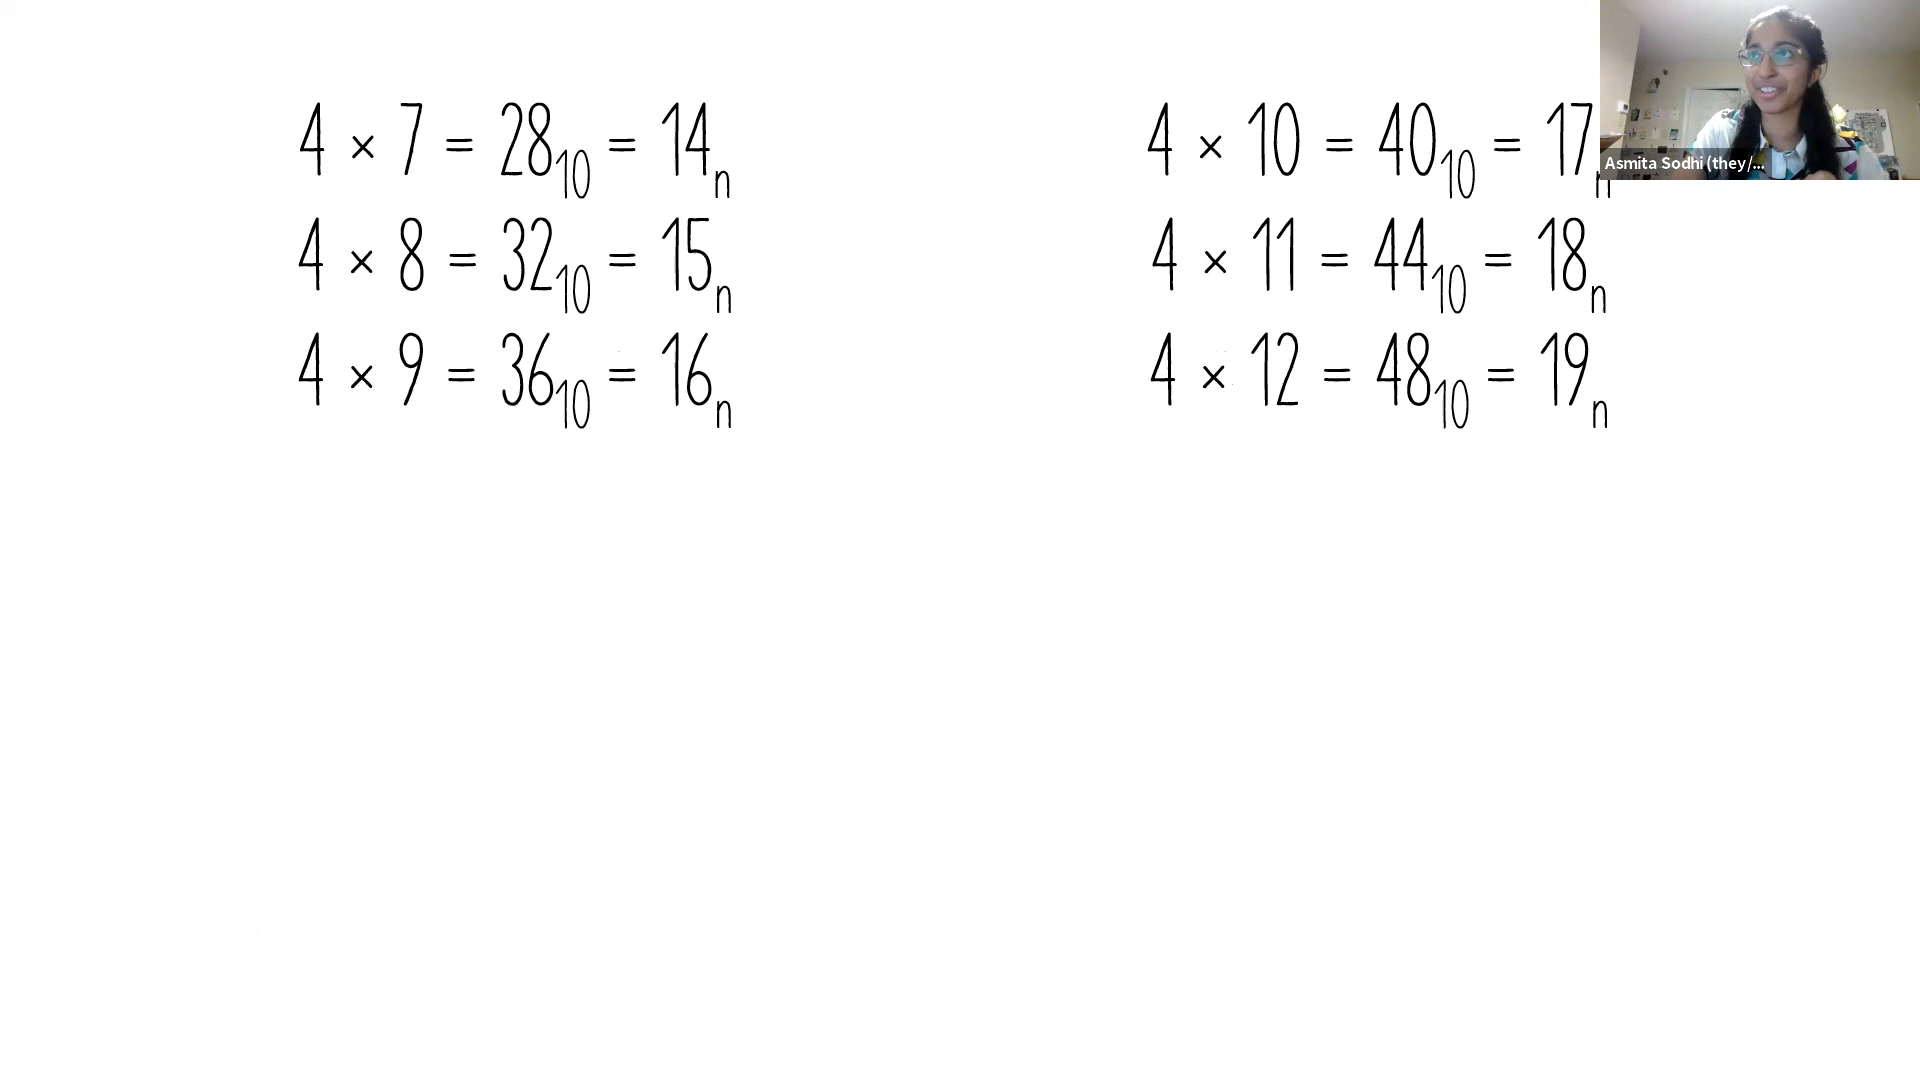 4 × 7 = 28₁₀ = 14ₙ
4 × 8 = 32₁₀ = 15ₙ
4 × 9 = 36₁₀ = 16ₙ
4 × 10 = 40₁₀ = 17ₙ
4 × 11 = 44₁₀ = 18ₙ
4 × 12 = 48₁₀ = 19ₙ
Asmita Sodhi (they/...